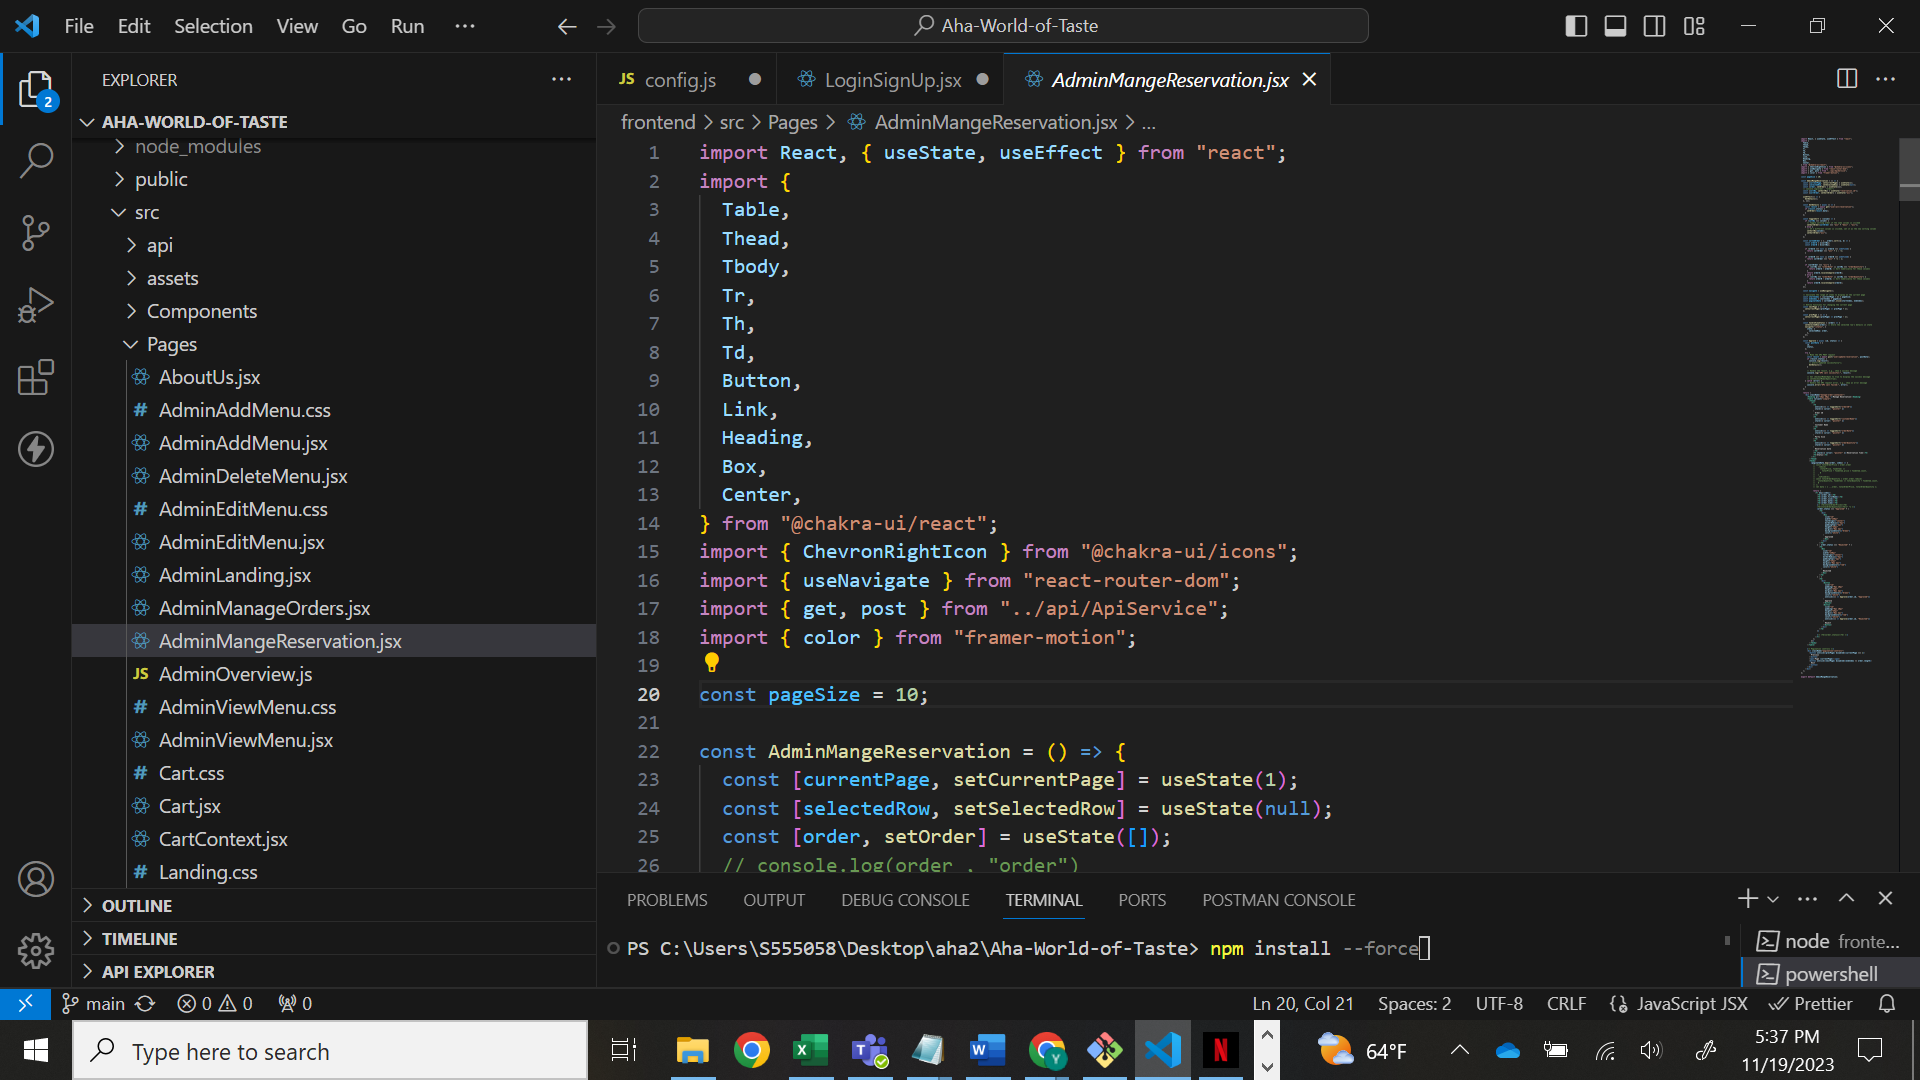 File Edit Selection View Go Run ···
Aha-World-of-Taste
EXPLORER
2
AHA-WORLD-OF-TASTE
node_modules
public
src
api
assets
Components
Pages
AboutUs.jsx
# AdminAddMenu.css
AdminAddMenu.jsx
AdminDeleteMenu.jsx
# AdminEditMenu.css
AdminEditMenu.jsx
AdminLanding.jsx
AdminManageOrders.jsx
AdminMangeReservation.jsx
JS AdminOverview.js
# AdminViewMenu.css
AdminViewMenu.jsx
# Cart.css
Cart.jsx
CartContext.jsx
# Landing.css
OUTLINE
TIMELINE
API EXPLORER
JS config.js
LoginSignUp.jsx
AdminMangeReservation.jsx
frontend > src > Pages > AdminMangeReservation.jsx > ...
1 import React, { useState, useEffect } from "react";
2 import {
3 Table,
4 Thead,
5 Tbody,
6 Tr,
7 Th,
8 Td,
9 Button,
10 Link,
11 Heading,
12 Box,
13 Center,
14 } from "@chakra-ui/react";
15 import { ChevronRightIcon } from "@chakra-ui/icons";
16 import { useNavigate } from "react-router-dom";
17 import { get, post } from "../api/ApiService";
18 import { color } from "framer-motion";
19
20 const pageSize = 10;
21
22 const AdminMangeReservation = () => {
23 const [currentPage, setCurrentPage] = useState(1);
24 const [selectedRow, setSelectedRow] = useState(null);
25 const [order, setOrder] = useState([]);
26 // console.log(order , "order")
PROBLEMS OUTPUT DEBUG CONSOLE TERMINAL PORTS POSTMAN CONSOLE
PS C:\Users\S555058\Desktop\aha2\Aha-World-of-Taste> npm install --force
node fronte...
powershell
main 0 0 0
Ln 20, Col 21 Spaces: 2 UTF-8 CRLF JavaScript JSX Prettier
Type here to search
64°F
5:37 PM
11/19/2023